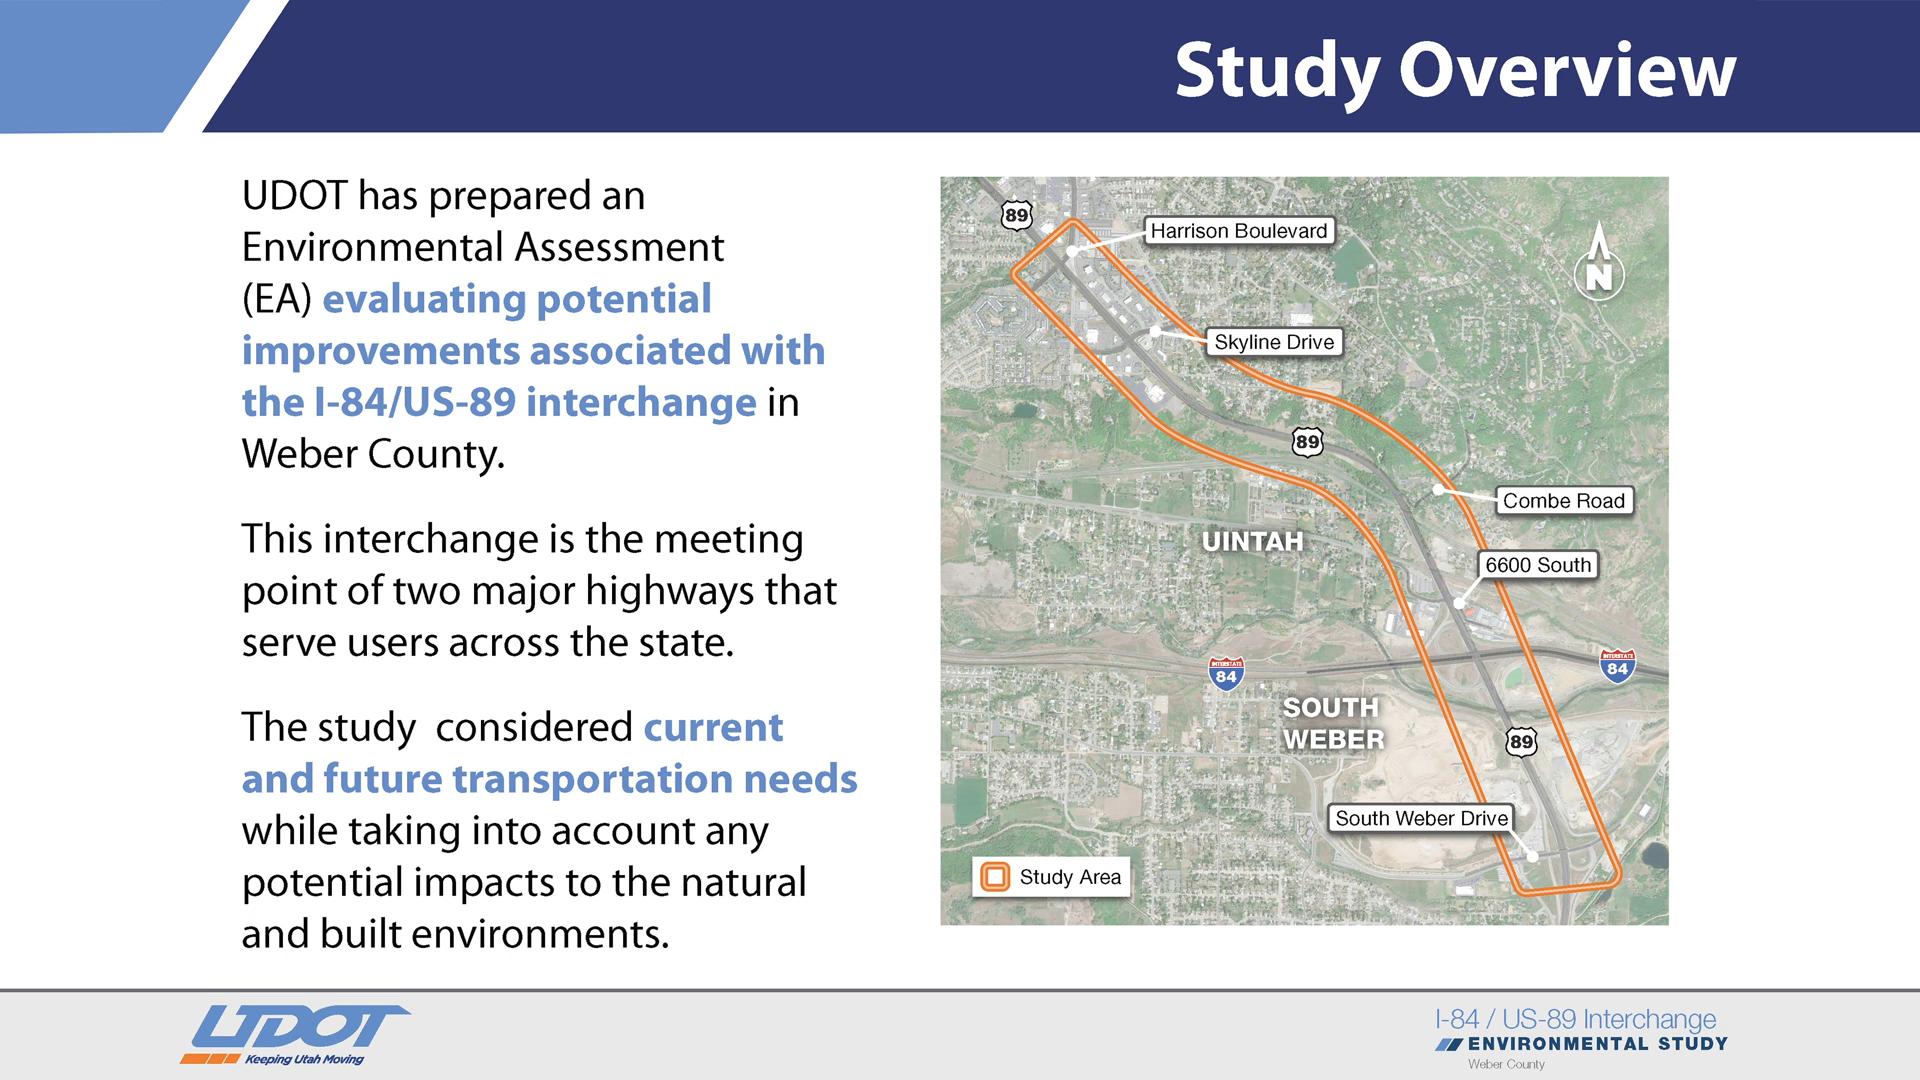 Study Overview
UDOT has prepared an
Environmental Assessment
(EA) evaluating potential
improvements associated with
the I-84/US-89 interchange in
Weber County.
This interchange is the meeting
point of two major highways that
serve users across the state.
The study considered current
and future transportation needs
while taking into account any
potential impacts to the natural
and built environments.
89
Harrison Boulevard
N
Skyline Drive
89
Combe Road
UINTAH
6600 South
INTERSTATE
84
INTERSTATE
84
SOUTH
WEBER
89
South Weber Drive
Study Area
UDOT
Keeping Utah Moving
I-84 / US-89 Interchange
ENVIRONMENTAL STUDY
Weber County